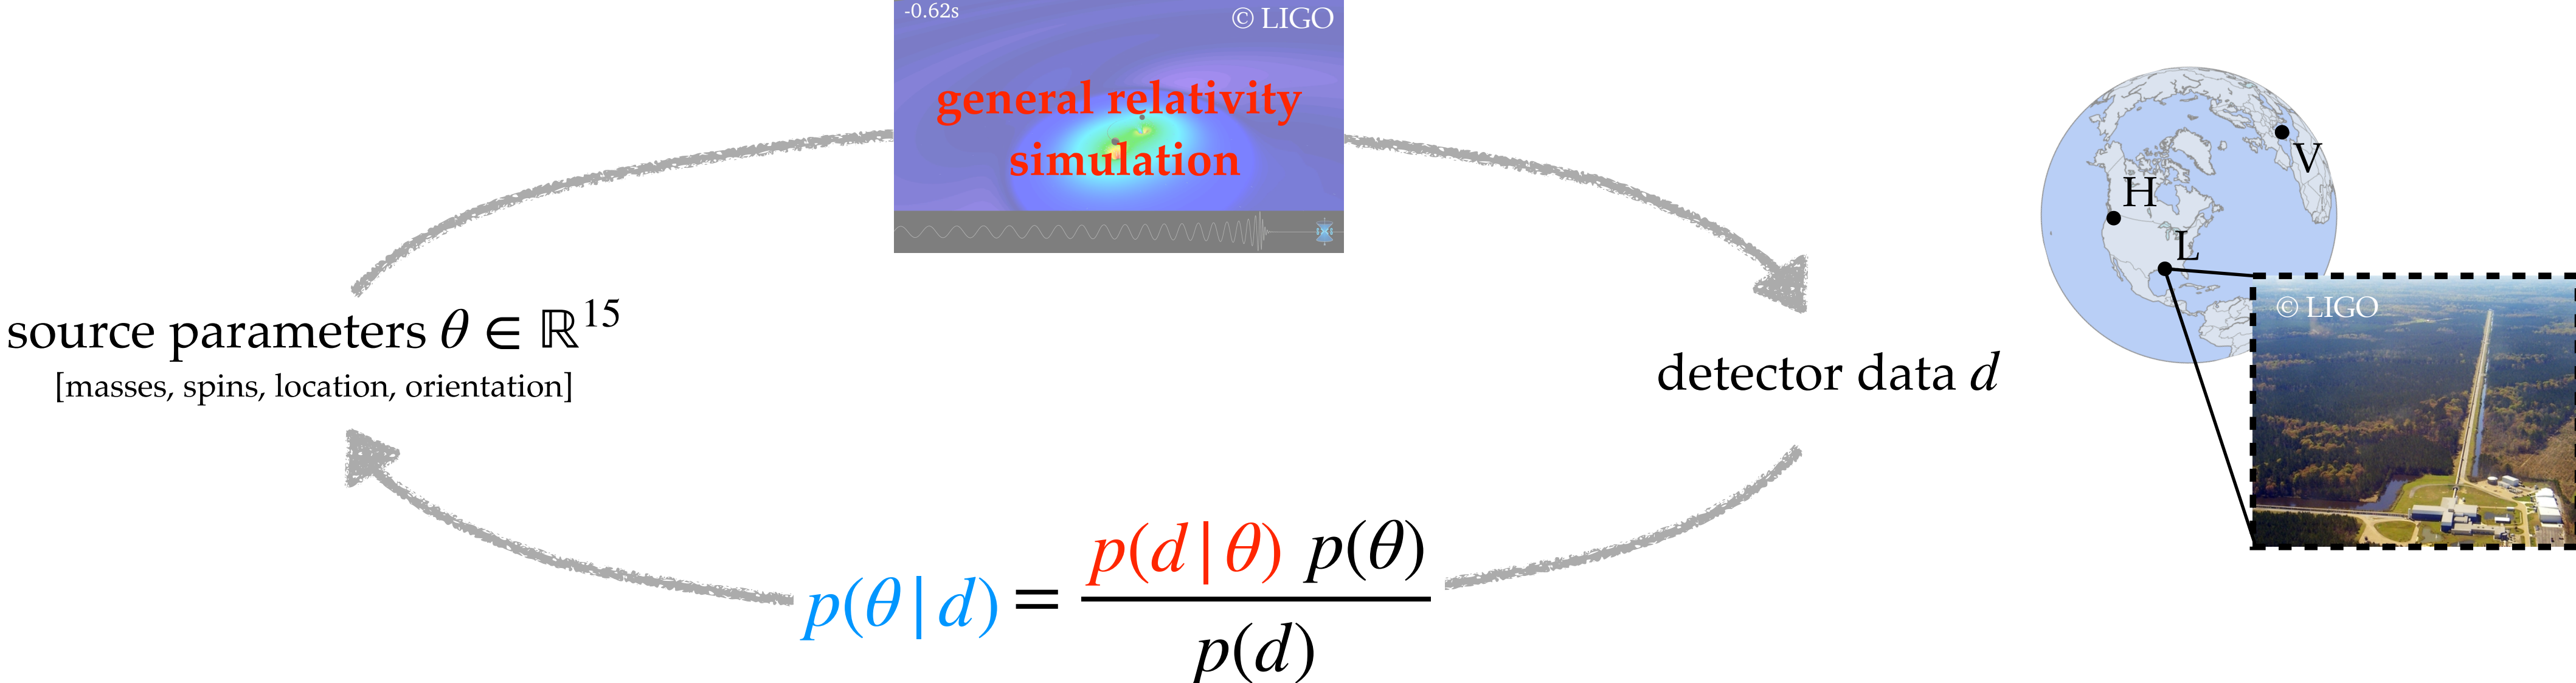 -0.62s
© LIGO
general relativity
simulation
V
H
L
© LIGO
source parameters θ ∈ ℝ¹⁵
[masses, spins, location, orientation]
detector data d
p(θ|d) = p(d|θ) p(θ)
p(d)